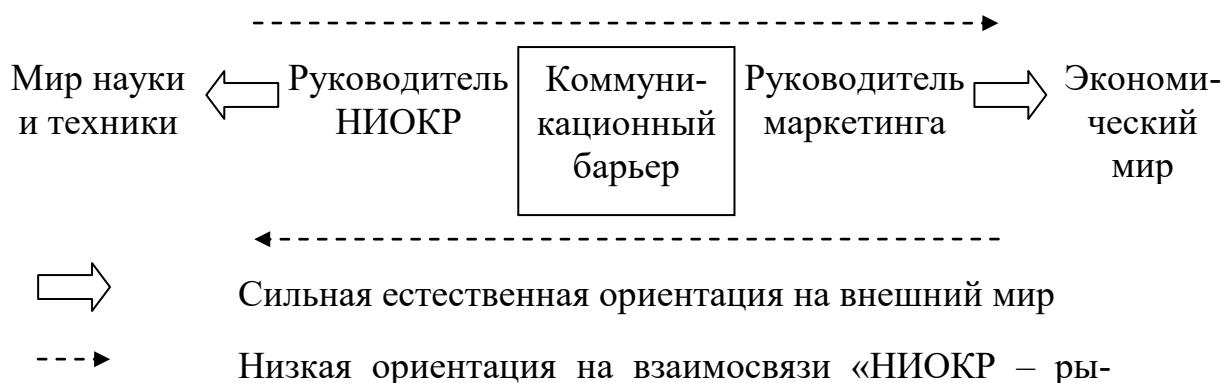 Мир науки
и техники
Руководитель
НИОКР
Коммуни-
кационный
барьер
Руководитель
маркетинга
Экономи-
ческий
мир
Сильная естественная ориентация на внешний мир
Низкая ориентация на взаимосвязи «НИОКР – ры-